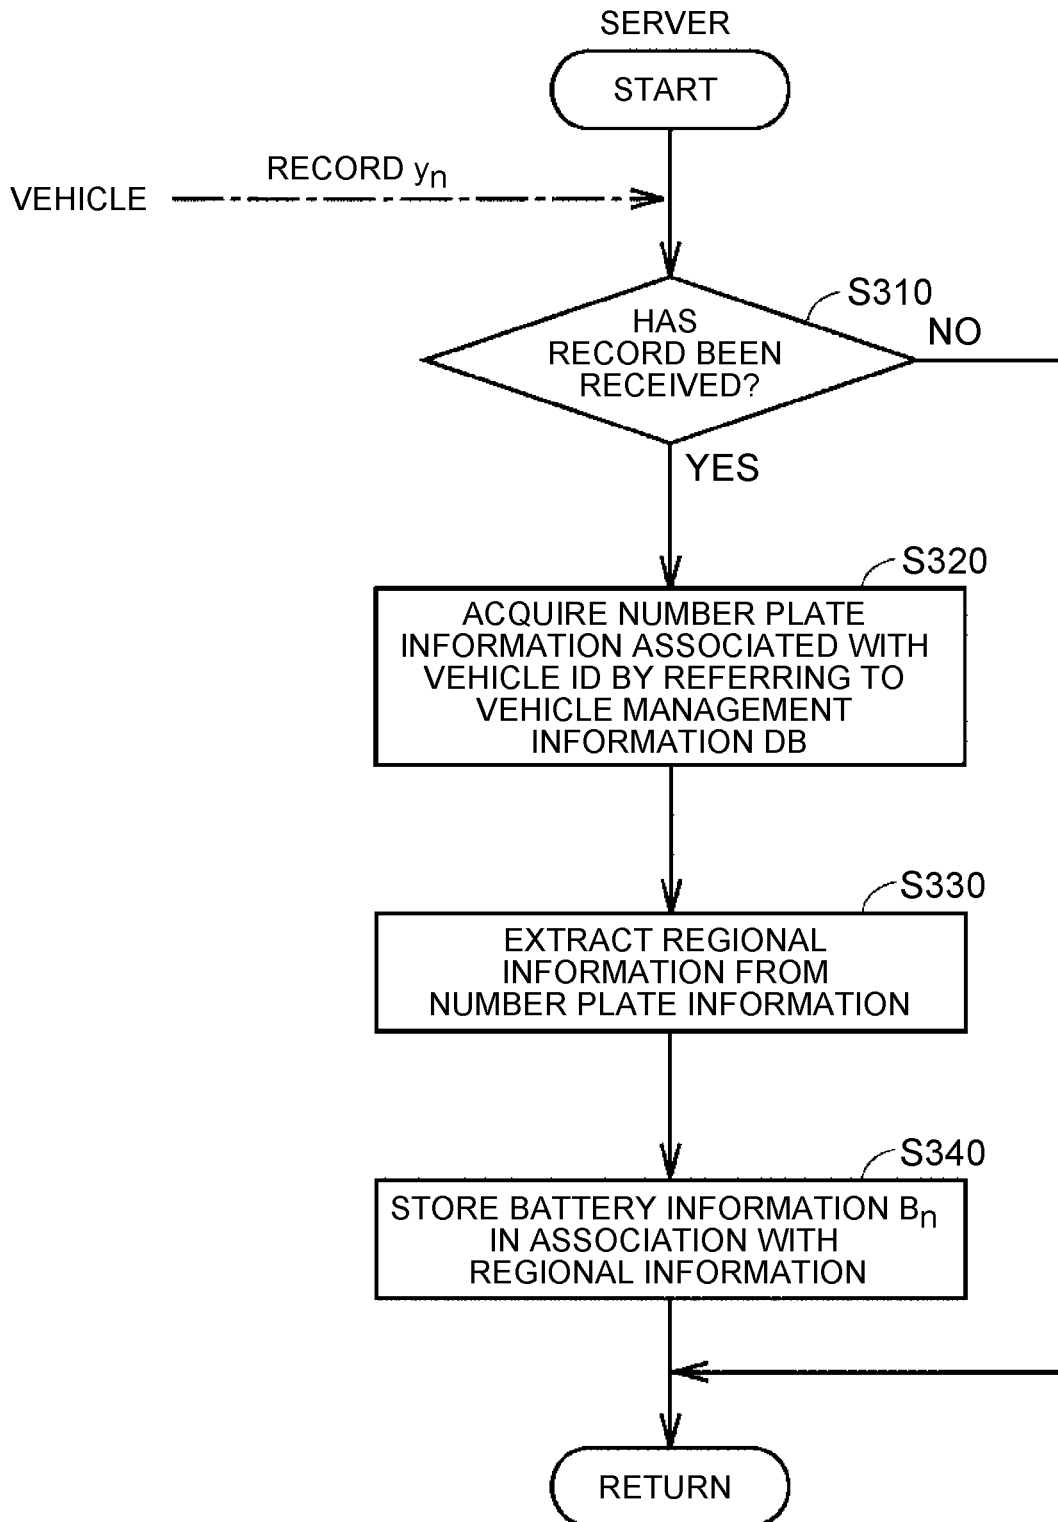 SERVER
START
RECORD yn
VEHICLE
S310
HAS
RECORD BEEN
RECEIVED?
NO
YES
S320
ACQUIRE NUMBER PLATE
INFORMATION ASSOCIATED WITH
VEHICLE ID BY REFERRING TO
VEHICLE MANAGEMENT
INFORMATION DB
S330
EXTRACT REGIONAL
INFORMATION FROM
NUMBER PLATE INFORMATION
S340
STORE BATTERY INFORMATION Bn
IN ASSOCIATION WITH
REGIONAL INFORMATION
RETURN